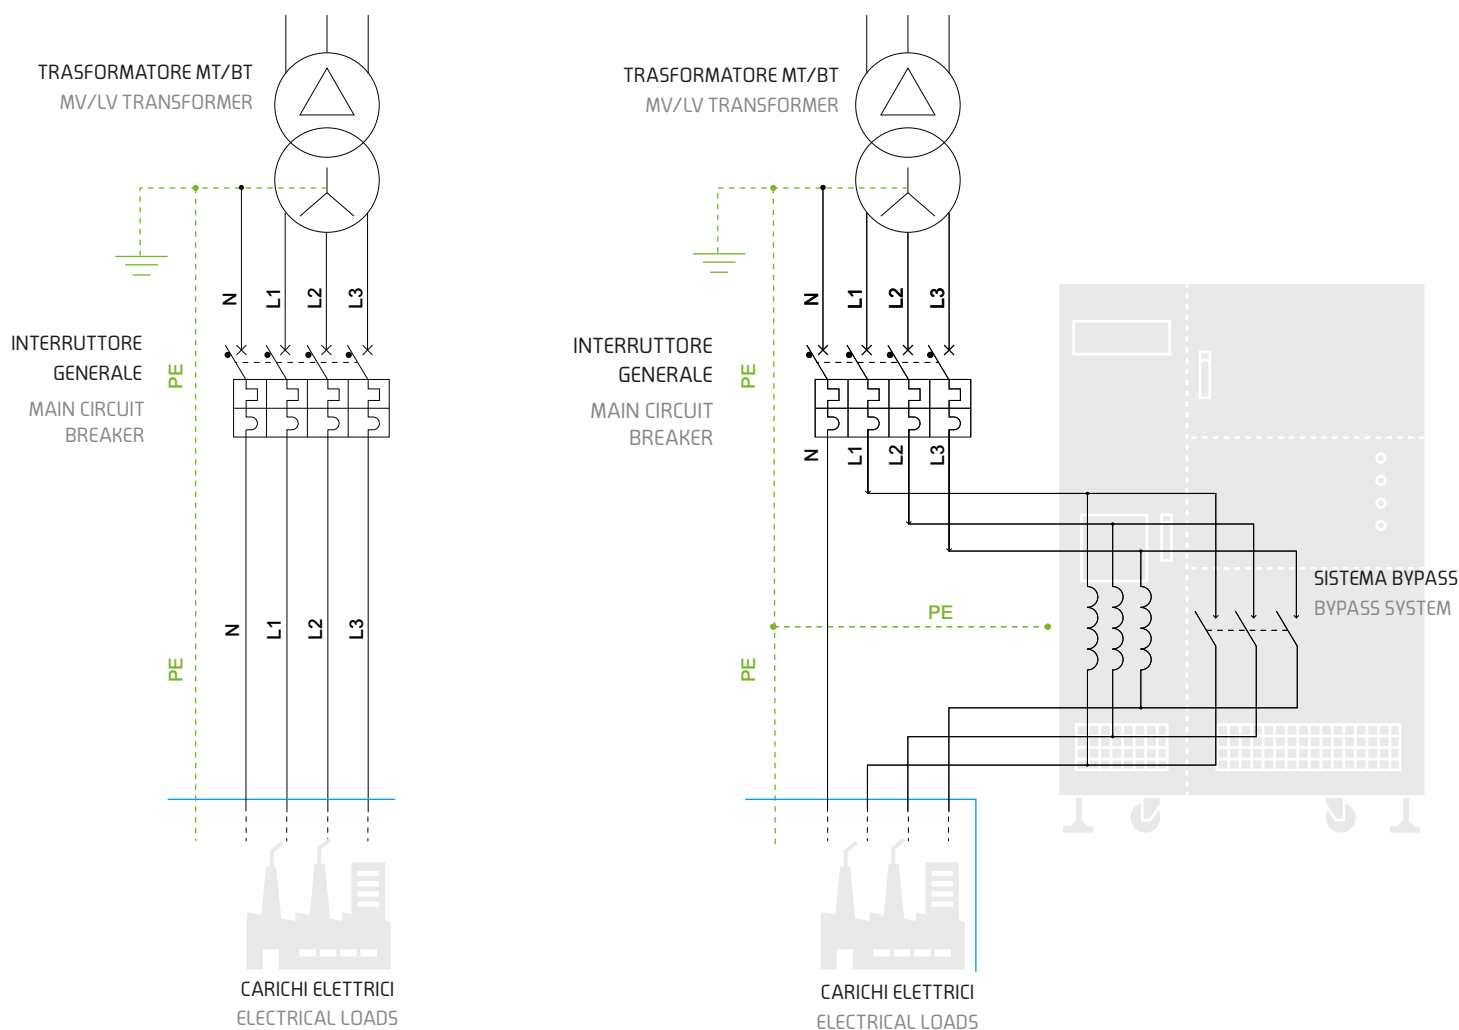 TRASFORMATORE MT/BT
MV/LV TRANSFORMER
N
L1
L2
L3
INTERRUTTORE
GENERALE
MAIN CIRCUIT
BREAKER
PE
N
L1
L2
L3
PE
CARICHI ELETTRICI
ELECTRICAL LOADS
TRASFORMATORE MT/BT
MV/LV TRANSFORMER
N
L1
L2
L3
INTERRUTTORE
GENERALE
MAIN CIRCUIT
BREAKER
PE
N
L1
L2
L3
SISTEMA BYPASS
BYPASS SYSTEM
PE
PE
CARICHI ELETTRICI
ELECTRICAL LOADS